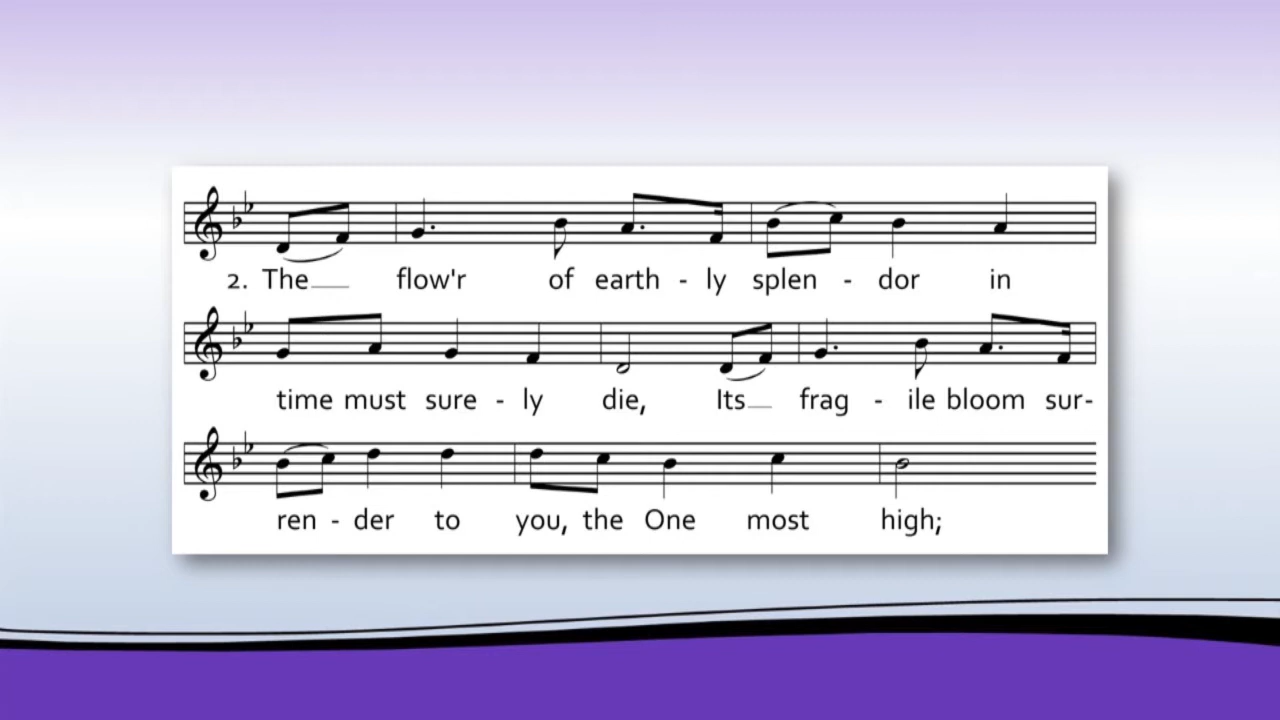 2. The flow'r of earth - ly splen - dor in
time must sure - ly die, Its frag - ile bloom sur-
ren - der to you, the One most high;